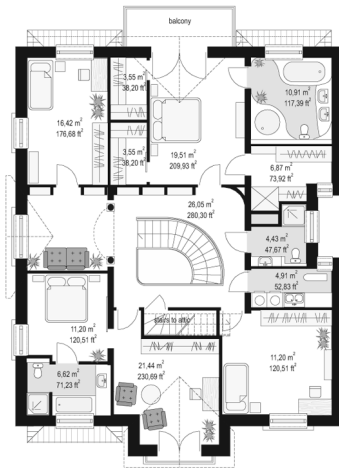 balcony
3,55 m²
38,20 ft²
10,91 m²
117,39 ft²
16,42 m²
176,68 ft²
19,51 m²
209,93 ft²
3,55 m²
38,20 ft²
6,87 m²
73,92 ft²
26,05 m²
280,30 ft²
4,43 m²
47,67 ft²
4,91 m²
52,83 ft²
11,20 m²
120,51 ft²
stairs to attic
11,20 m²
120,51 ft²
21,44 m²
230,69 ft²
6,62 m²
71,23 ft²